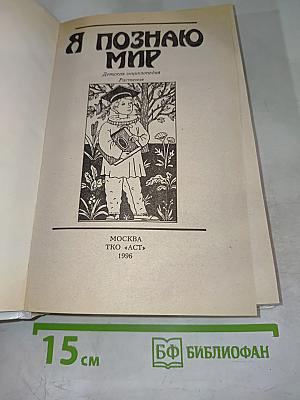 Я ПОЗНАЮ
МИР
Детская энциклопедия
Растения
МОСКВА
ТКО «АСТ»
1996
15 см
БФ БИБЛИОФАН